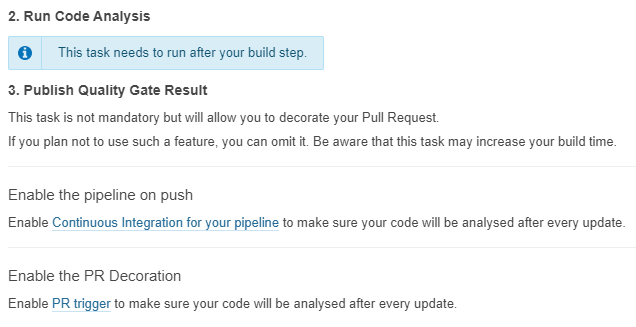 2. Run Code Analysis
This task needs to run after your build step.
3. Publish Quality Gate Result
This task is not mandatory but will allow you to decorate your Pull Request.
If you plan not to use such a feature, you can omit it. Be aware that this task may increase your build time.
Enable the pipeline on push
Enable Continuous Integration for your pipeline to make sure your code will be analysed after every update.
Enable the PR Decoration
Enable PR trigger to make sure your code will be analysed after every update.